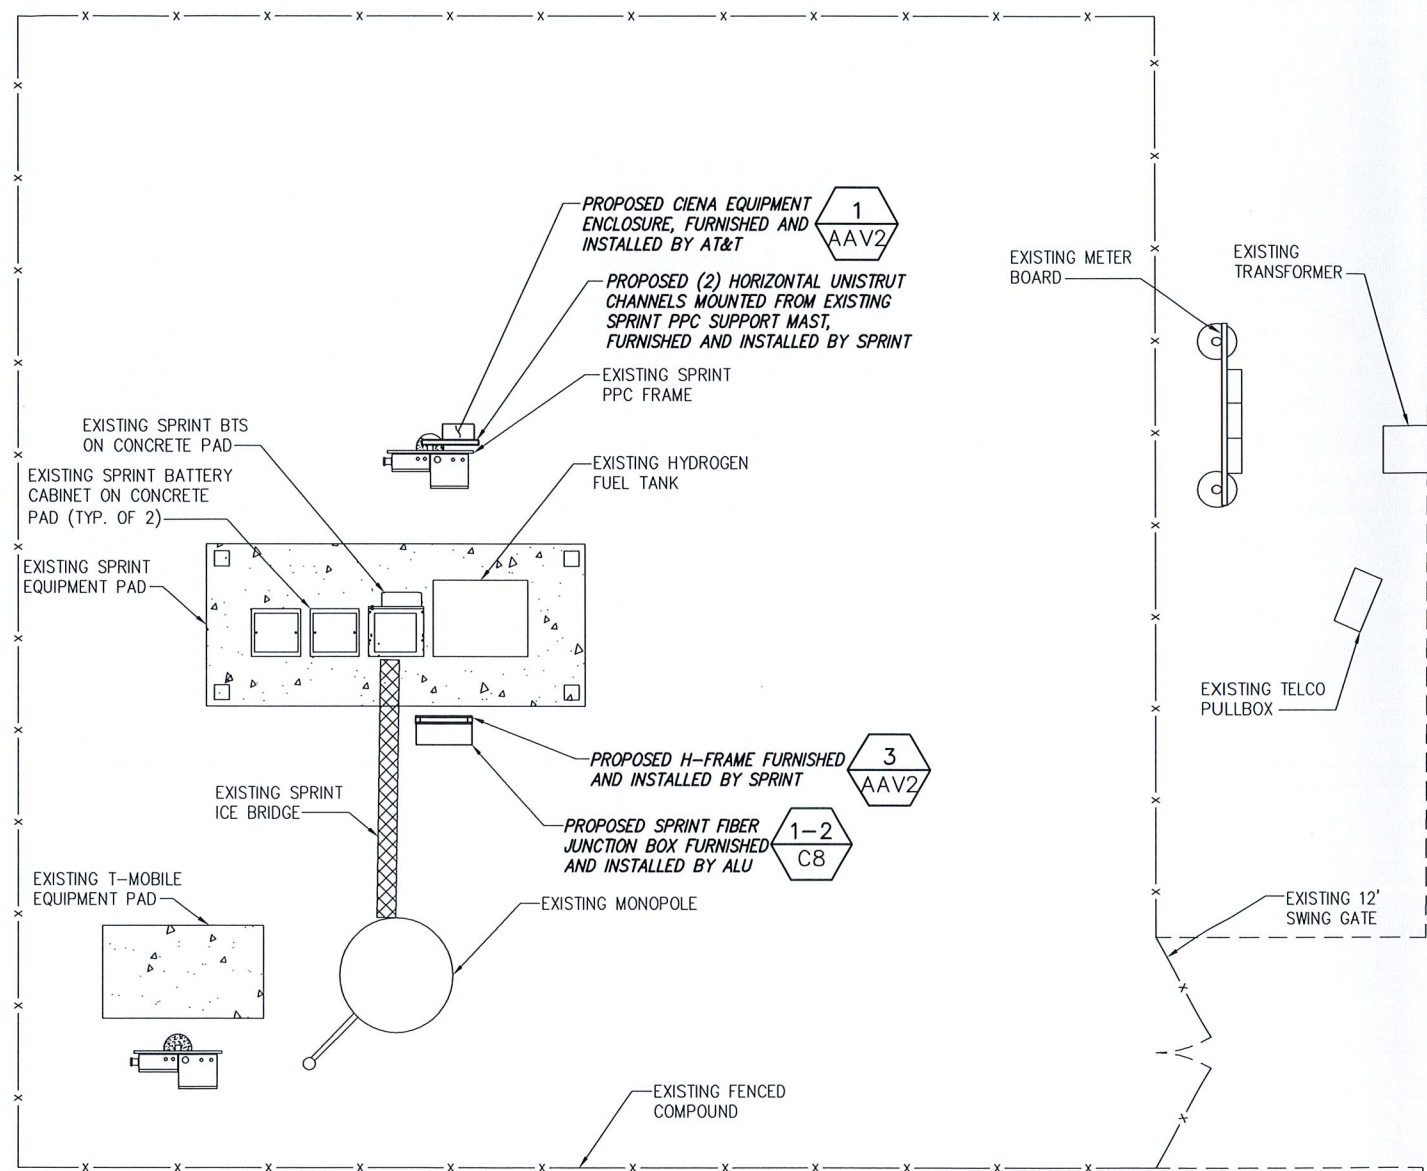 PROPOSED CIENA EQUIPMENT
ENCLOSURE, FURNISHED AND
INSTALLED BY AT&T
1
AAV2
PROPOSED (2) HORIZONTAL UNISTRUT
CHANNELS MOUNTED FROM EXISTING
SPRINT PPC SUPPORT MAST,
FURNISHED AND INSTALLED BY SPRINT
EXISTING METER
BOARD
EXISTING
TRANSFORMER
EXISTING SPRINT
PPC FRAME
EXISTING SPRINT BTS
ON CONCRETE PAD
EXISTING HYDROGEN
FUEL TANK
EXISTING SPRINT BATTERY
CABINET ON CONCRETE
PAD (TYP. OF 2)
EXISTING SPRINT
EQUIPMENT PAD
EXISTING TELCO
PULLBOX
PROPOSED H-FRAME FURNISHED
AND INSTALLED BY SPRINT
3
AAV2
EXISTING SPRINT
ICE BRIDGE
PROPOSED SPRINT FIBER
JUNCTION BOX FURNISHED
AND INSTALLED BY ALU
1-2
C8
EXISTING T-MOBILE
EQUIPMENT PAD
EXISTING MONOPOLE
EXISTING 12'
SWING GATE
EXISTING FENCED
COMPOUND